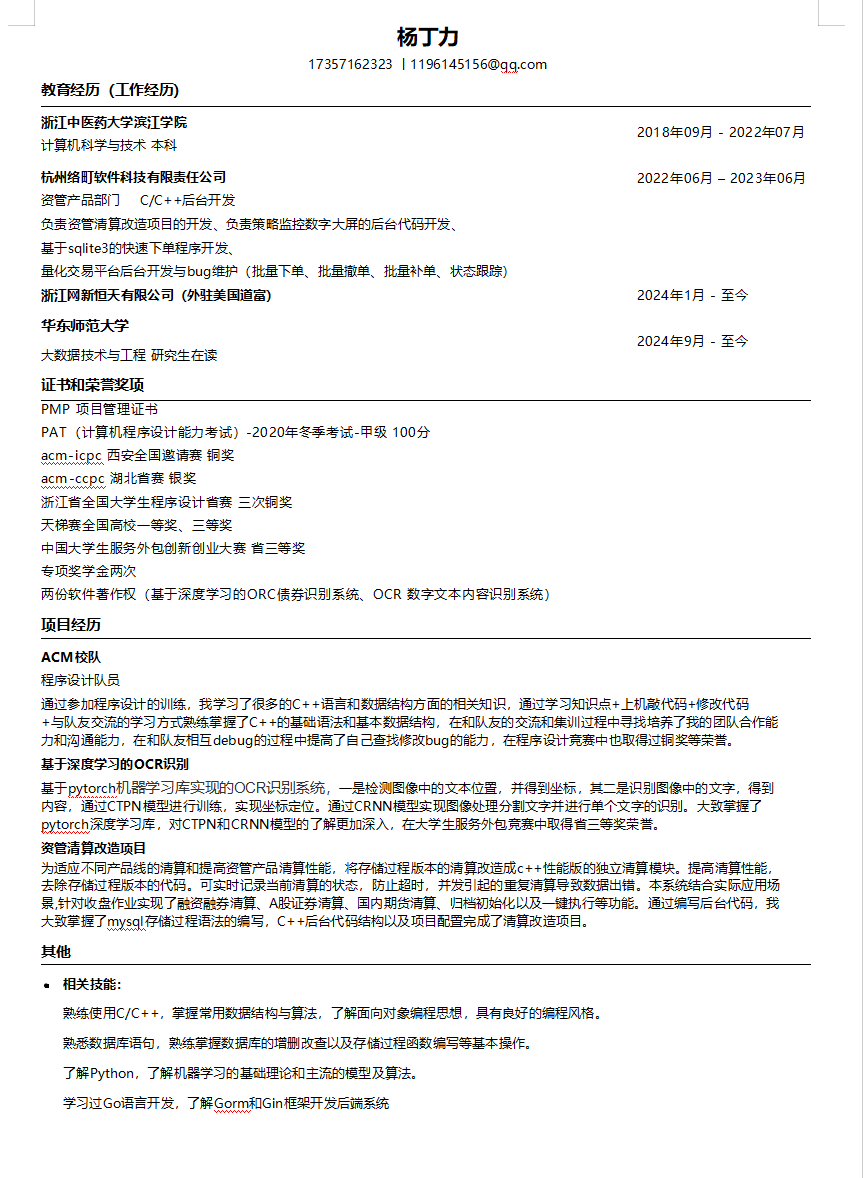 杨丁力
17357162323 | 1196145156@qq.com
教育经历（工作经历）
浙江中医药大学滨江学院
2018年09月 - 2022年07月
计算机科学与技术 本科
杭州络町软件科技有限责任公司
2022年06月 – 2023年06月
资管产品部门 C/C++后台开发
负责资管清算改造项目的开发、负责策略监控数字大屏的后台代码开发、
基于sqlite3的快速下单程序开发、
量化交易平台后台开发与bug维护（批量下单、批量撤单、批量补单、状态跟踪）
浙江网新恒天有限公司（外驻美国道富）
2024年1月 - 至今
华东师范大学
2024年9月 - 至今
大数据技术与工程 研究生在读
证书和荣誉奖项
PMP 项目管理证书
PAT（计算机程序设计能力考试）-2020年冬季考试-甲级 100分
acm-icpc 西安全国邀请赛 铜奖
acm-ccpc 湖北省赛 银奖
浙江省全国大学生程序设计省赛 三次铜奖
天梯赛全国高校一等奖、三等奖
中国大学生服务外包创新创业大赛 省三等奖
专项奖学金两次
两份软件著作权（基于深度学习的ORC债券识别系统、OCR 数字文本内容识别系统）
项目经历
ACM校队
程序设计队员
通过参加程序设计的训练，我学习了很多的C++语言和数据结构方面的相关知识，通过学习知识点+上机敲代码+修改代码
+与队友交流的学习方式熟练掌握了C++的基础语法和基本数据结构，在和队友的交流和集训过程中寻找培养了我的团队合作能
力和沟通能力，在和队友相互debug的过程中提高了自己查找修改bug的能力，在程序设计竞赛中也取得过铜奖等荣誉。
基于深度学习的OCR识别
基于pytorch机器学习库实现的OCR识别系统，一是检测图像中的文本位置，并得到坐标，其二是识别图像中的文字，得到
内容，通过CTPN模型进行训练，实现坐标定位。通过CRNN模型实现图像处理分割文字并进行单个文字的识别。大致掌握了
pytorch深度学习库，对CTPN和CRNN模型的了解更加深入，在大学生服务外包竞赛中取得省三等奖荣誉。
资管清算改造项目
为适应不同产品线的清算和提高资管产品清算性能，将存储过程版本的清算改造成c++性能版的独立清算模块。提高清算性能，
去除存储过程版本的代码。可实时记录当前清算的状态，防止超时，并发引起的重复清算导致数据出错。本系统结合实际应用场
景,针对收盘作业实现了融资融券清算、A股证券清算、国内期货清算、归档初始化以及一键执行等功能。通过编写后台代码，我
大致掌握了mysql存储过程语法的编写，C++后台代码结构以及项目配置完成了清算改造项目。
其他
• 相关技能：
熟练使用C/C++，掌握常用数据结构与算法，了解面向对象编程思想，具有良好的编程风格。
熟悉数据库语句，熟练掌握数据库的增删改查以及存储过程函数编写等基本操作。
了解Python，了解机器学习的基础理论和主流的模型及算法。
学习过Go语言开发，了解Gorm和Gin框架开发后端系统